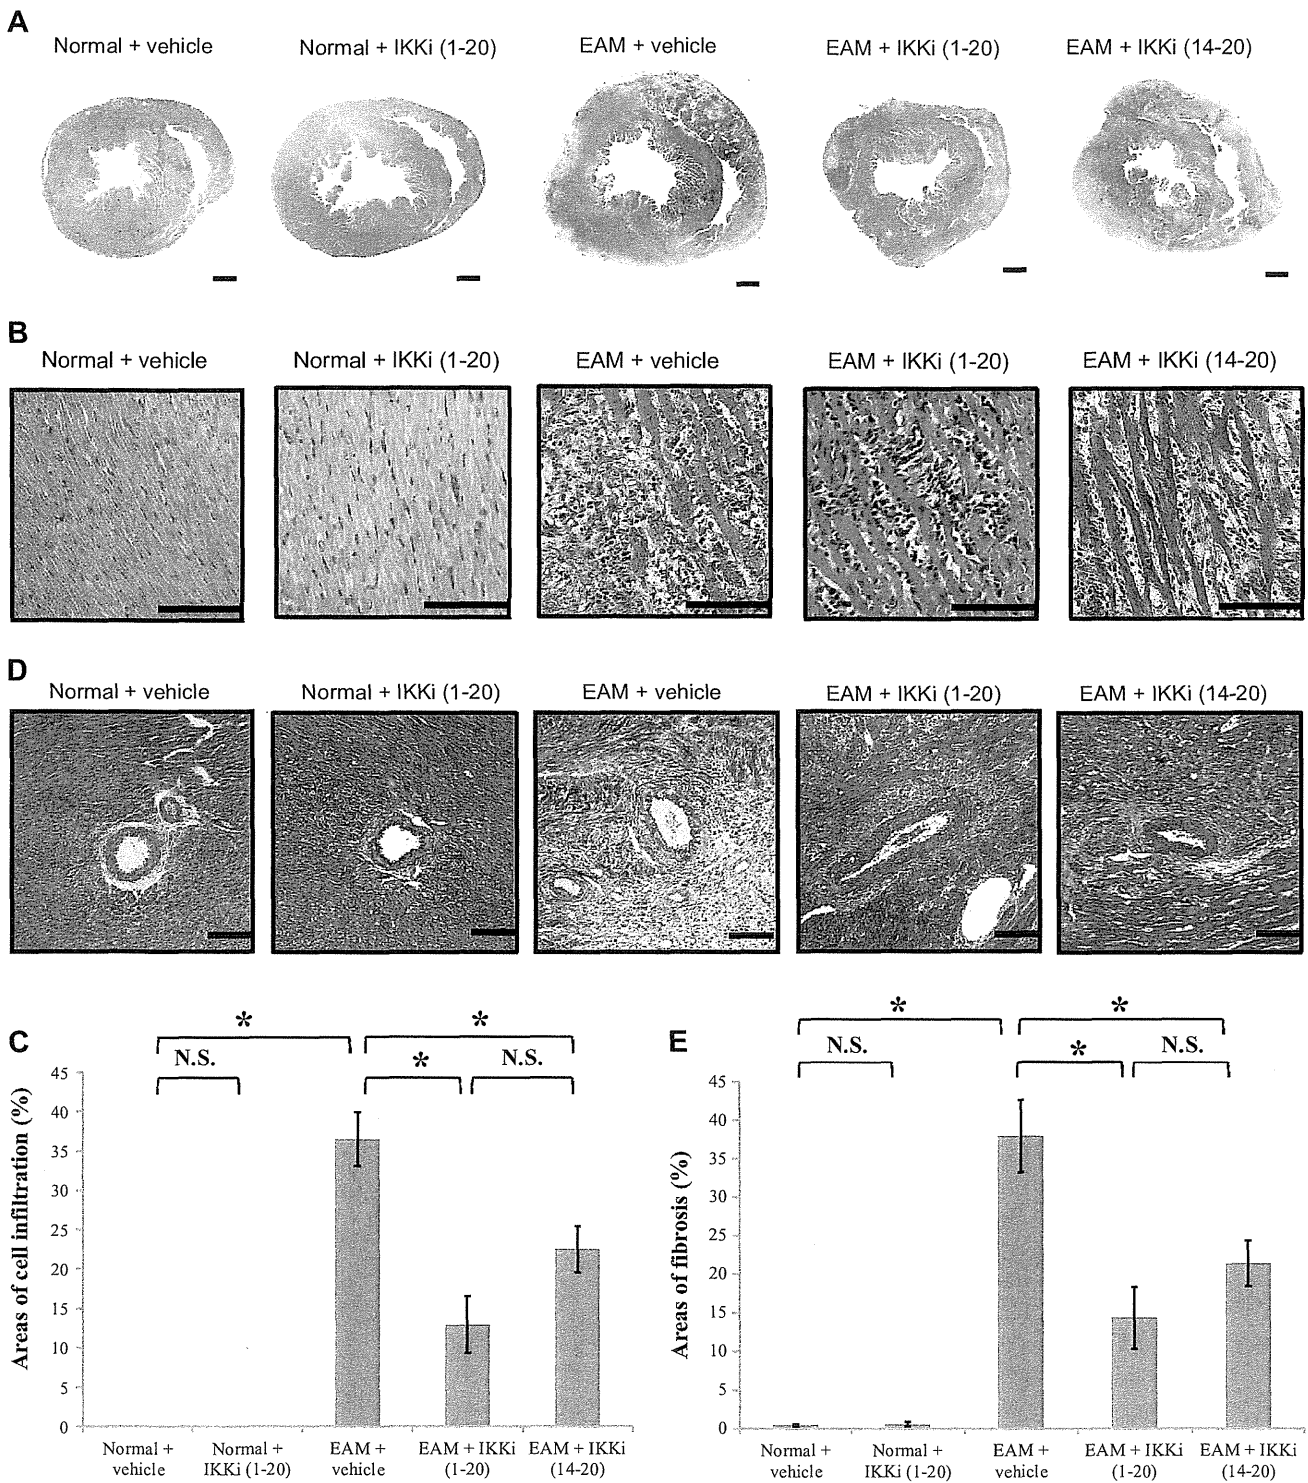 A
Normal + vehicle
Normal + IKKi (1-20)
EAM + vehicle
EAM + IKKi (1-20)
EAM + IKKi (14-20)
B
Normal + vehicle
Normal + IKKi (1-20)
EAM + vehicle
EAM + IKKi (1-20)
EAM + IKKi (14-20)
D
Normal + vehicle
Normal + IKKi (1-20)
EAM + vehicle
EAM + IKKi (1-20)
EAM + IKKi (14-20)
C
*
*
N.S.
*
N.S.
Areas of cell infiltration (%)
45
40
35
30
25
20
15
10
5
0
Normal +
vehicle
Normal +
IKKi (1-20)
EAM +
vehicle
EAM + IKKi
(1-20)
EAM + IKKi
(14-20)
E
*
*
N.S.
*
N.S.
Areas of fibrosis (%)
45
40
35
30
25
20
15
10
5
0
Normal +
vehicle
Normal +
IKKi (1-20)
EAM +
vehicle
EAM + IKKi
(1-20)
EAM + IKKi
(14-20)